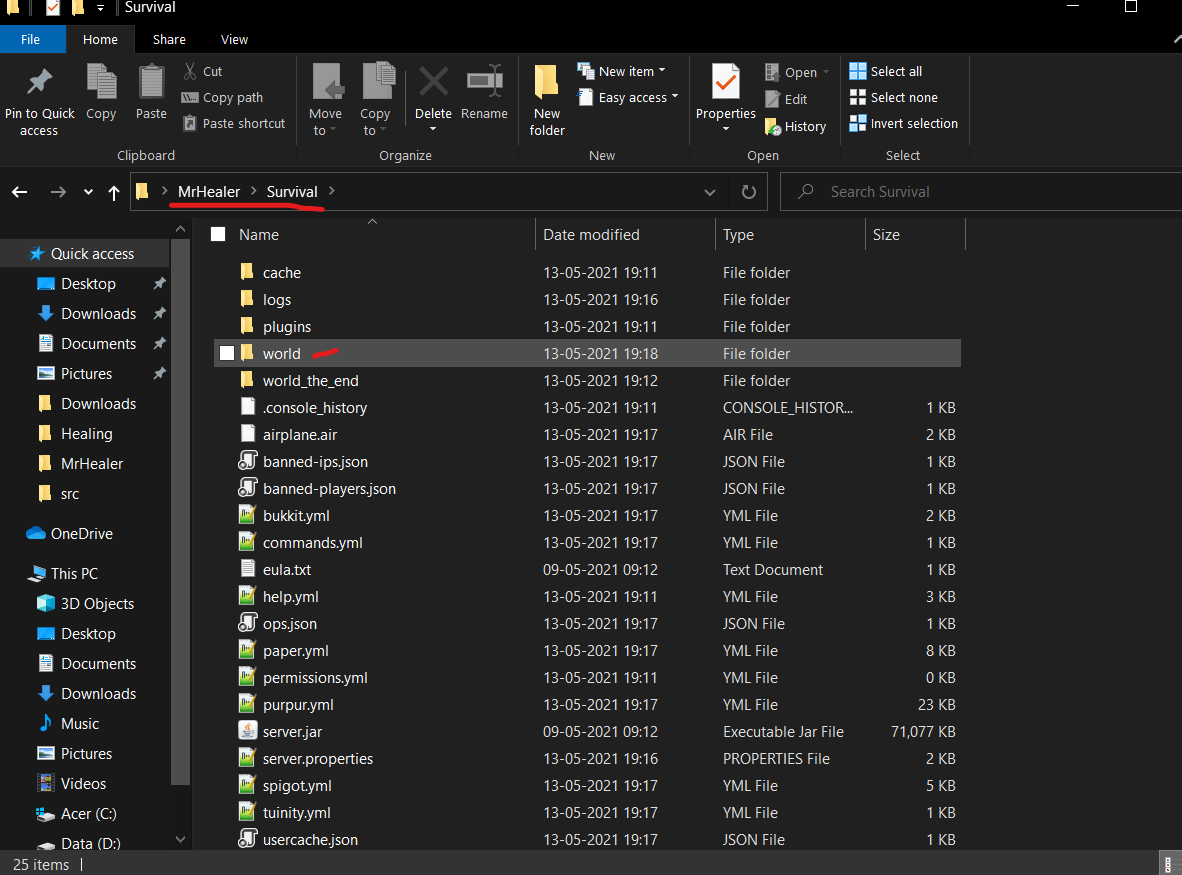 Survival
File Home Share View
Pin to Quick access
Copy
Paste
Cut
Copy path
Paste shortcut
Clipboard
Move to
Copy to
Delete
Rename
Organize
New folder
New item
Easy access
New
Properties
Open
Edit
History
Open
Select all
Select none
Invert selection
Select
MrHealer Survival
Search Survival
Quick access
Desktop
Downloads
Documents
Pictures
Downloads
Healing
MrHealer
src
OneDrive
This PC
3D Objects
Desktop
Documents
Downloads
Music
Pictures
Videos
Acer (C:)
Data (D:)
Name Date modified Type Size
cache 13-05-2021 19:11 File folder
logs 13-05-2021 19:16 File folder
plugins 13-05-2021 19:11 File folder
world 13-05-2021 19:18 File folder
world_the_end 13-05-2021 19:12 File folder
.console_history 13-05-2021 19:11 CONSOLE_HISTOR... 1 KB
airplane.air 13-05-2021 19:17 AIR File 2 KB
banned-ips.json 13-05-2021 19:17 JSON File 1 KB
banned-players.json 13-05-2021 19:17 JSON File 1 KB
bukkit.yml 13-05-2021 19:17 YML File 2 KB
commands.yml 13-05-2021 19:17 YML File 1 KB
eula.txt 09-05-2021 09:12 Text Document 1 KB
help.yml 13-05-2021 19:11 YML File 3 KB
ops.json 13-05-2021 19:17 JSON File 1 KB
paper.yml 13-05-2021 19:17 YML File 8 KB
permissions.yml 13-05-2021 19:11 YML File 0 KB
purpur.yml 13-05-2021 19:17 YML File 23 KB
server.jar 09-05-2021 09:12 Executable Jar File 71,077 KB
server.properties 13-05-2021 19:16 PROPERTIES File 2 KB
spigot.yml 13-05-2021 19:17 YML File 5 KB
tuinity.yml 13-05-2021 19:17 YML File 1 KB
usercache.json 13-05-2021 19:17 JSON File 1 KB
25 items